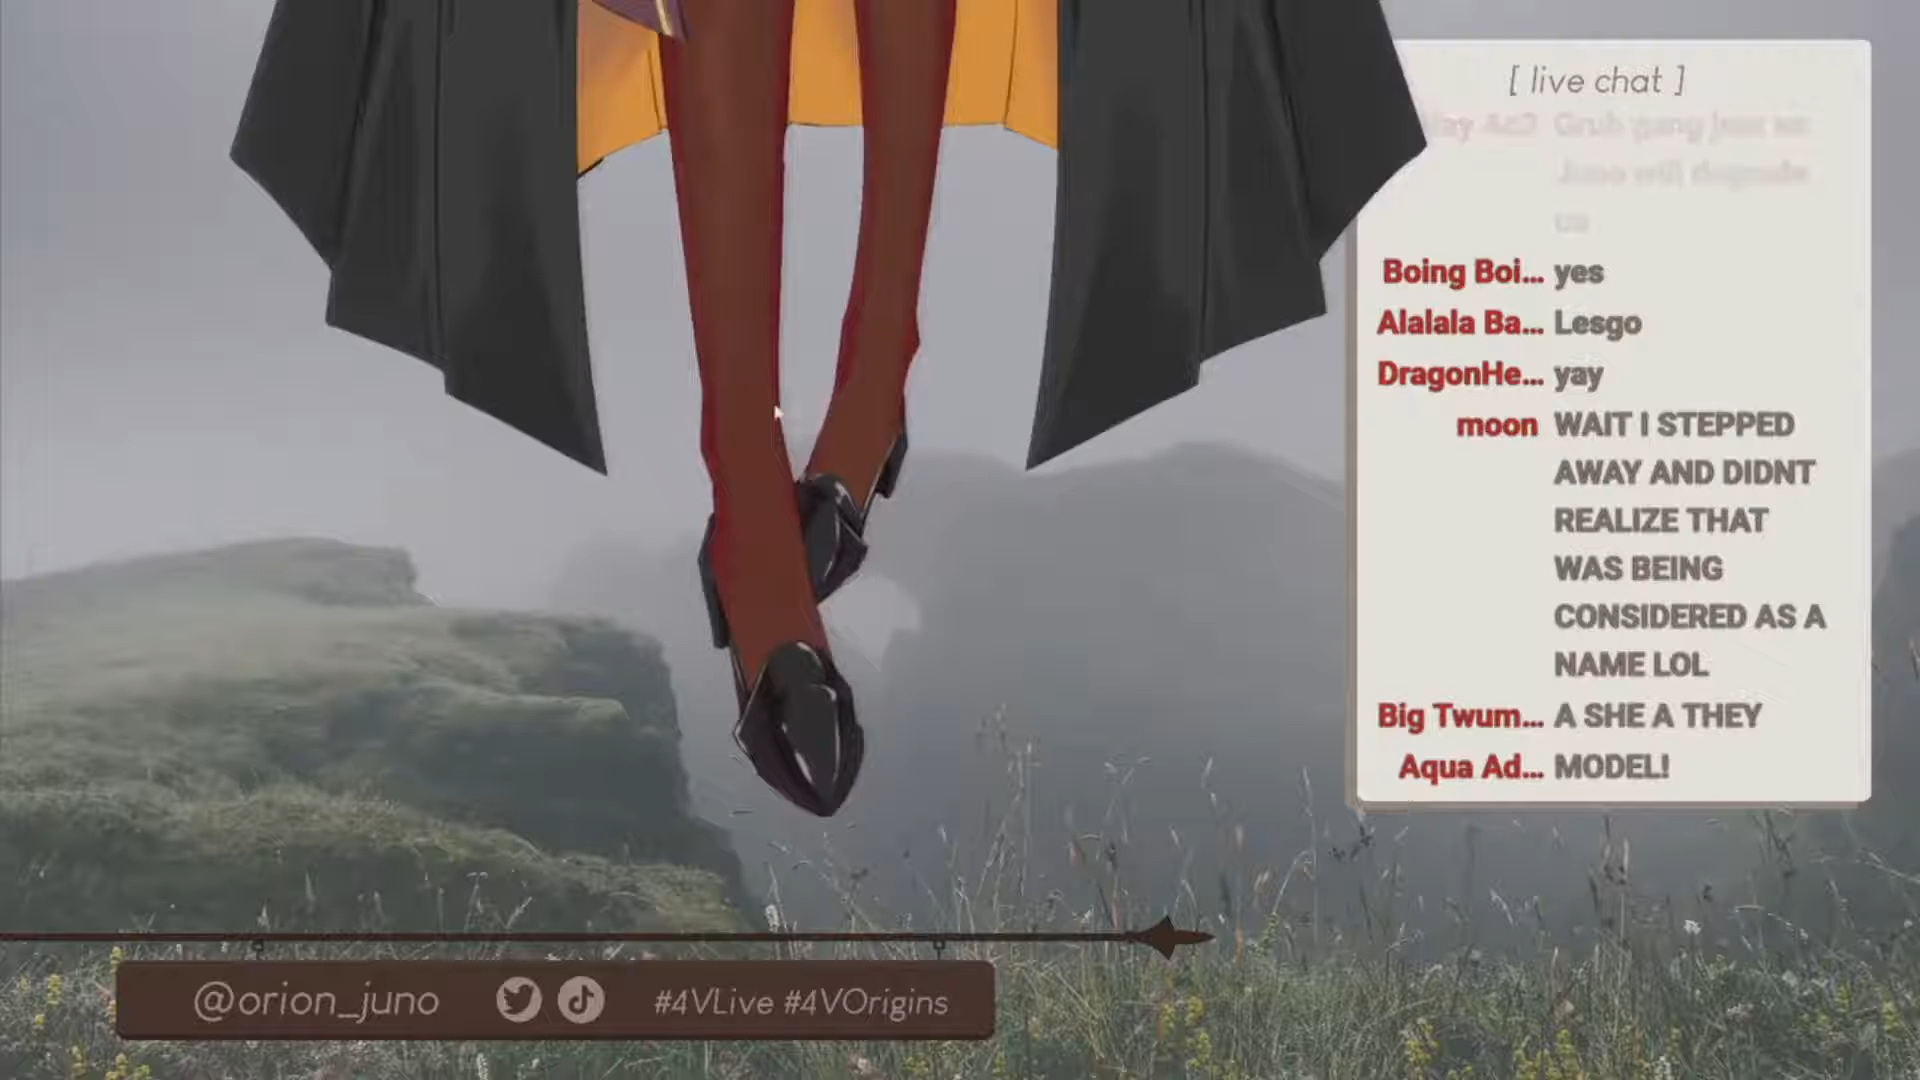 [ live chat ]
Boing Boi... yes
Alalala Ba... Lesgo
DragonHe... yay
moon WAIT I STEPPED
AWAY AND DIDNT
REALIZE THAT
WAS BEING
CONSIDERED AS A
NAME LOL
Big Twum... A SHE A THEY
Aqua Ad... MODEL!
@orion_juno #4VLive #4VOrigins